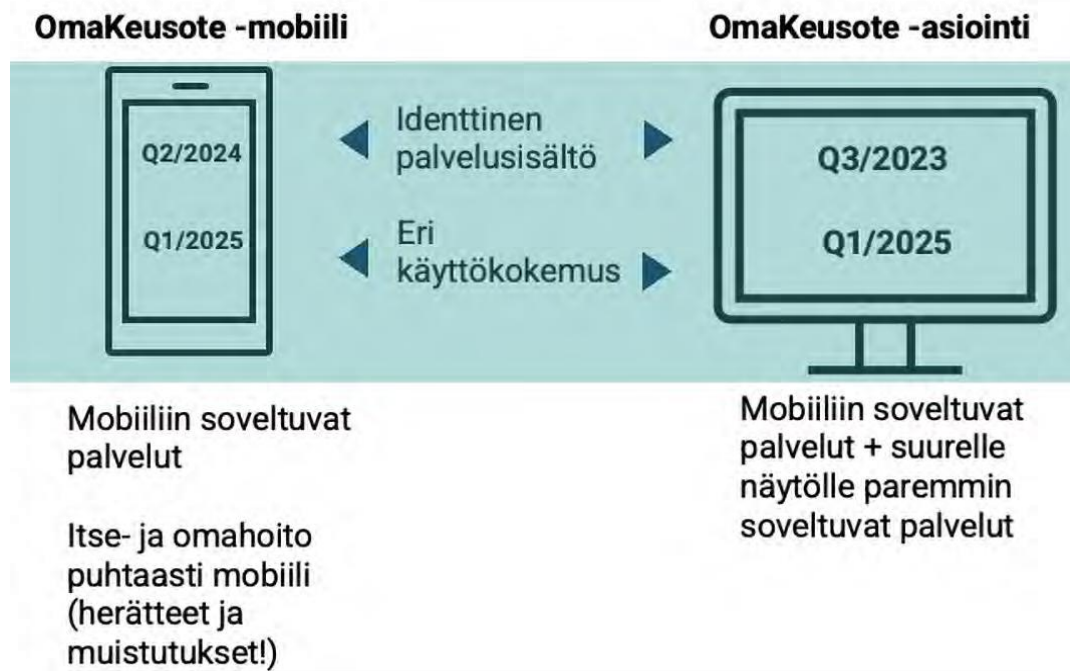 OmaKeusote -mobiili
OmaKeusote -asiointi
Q2/2024
Q1/2025
Identtinen
palvelusisältö
Eri
käyttökokemus
Q3/2023
Q1/2025
Mobiiliin soveltuvat
palvelut
Itse- ja omahoito
puhtaasti mobiili
(herätteet ja
muistutukset!)
Mobiiliin soveltuvat
palvelut + suurelle
näytölle paremmin
soveltuvat palvelut